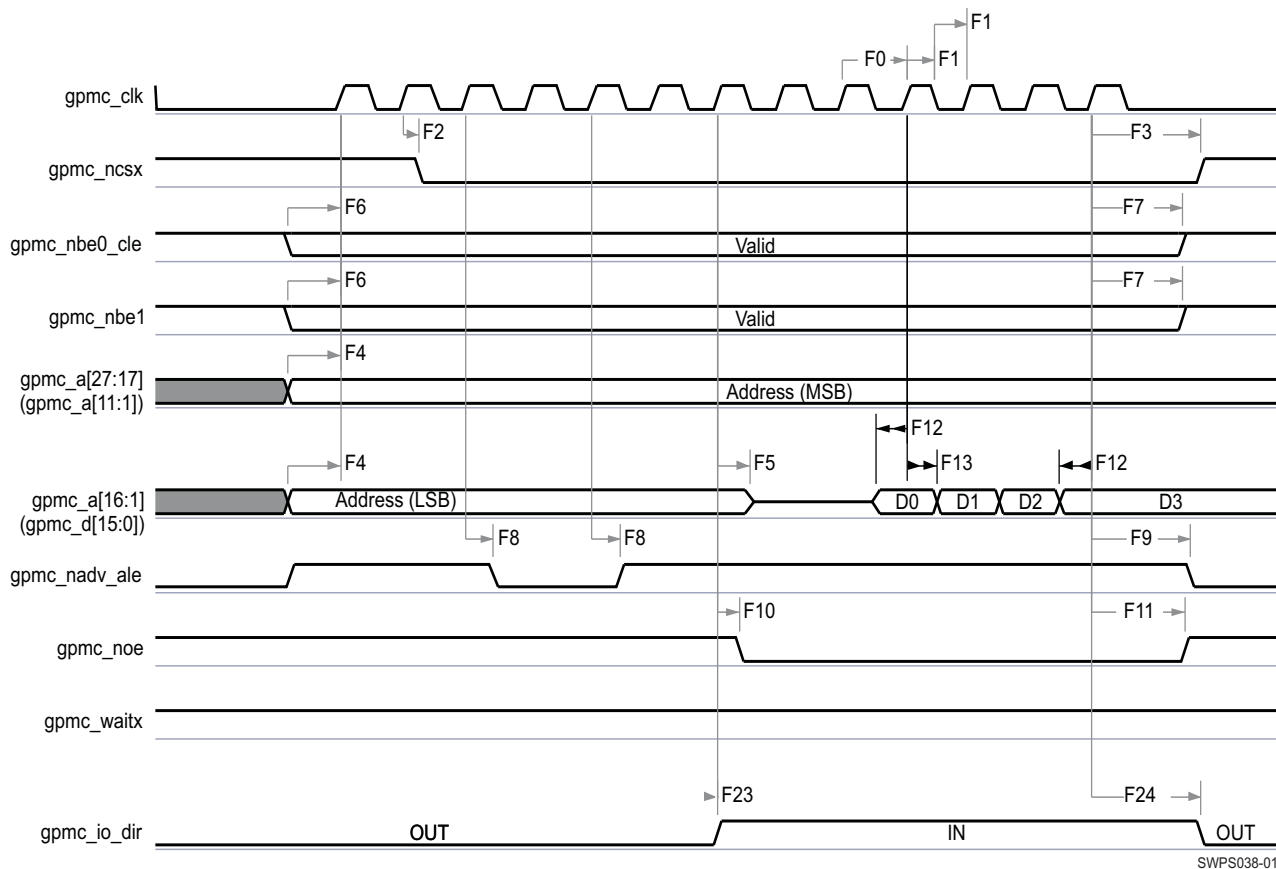 F1
F0 F1
gpmc_clk
F2 F3
gpmc_ncsx
F6 F7
gpmc_nbe0_cle Valid
F6 F7
gpmc_nbe1 Valid
F4
gpmc_a[27:17]
(gpmc_a[11:1]) Address (MSB)
F12
F4 F5 F13 F12
gpmc_a[16:1]
(gpmc_d[15:0]) Address (LSB) D0 D1 D2 D3
F8 F8 F9
gpmc_nadv_ale
F10 F11
gpmc_noe
gpmc_waitx
F23 F24
gpmc_io_dir OUT IN OUT
SWPS038-01